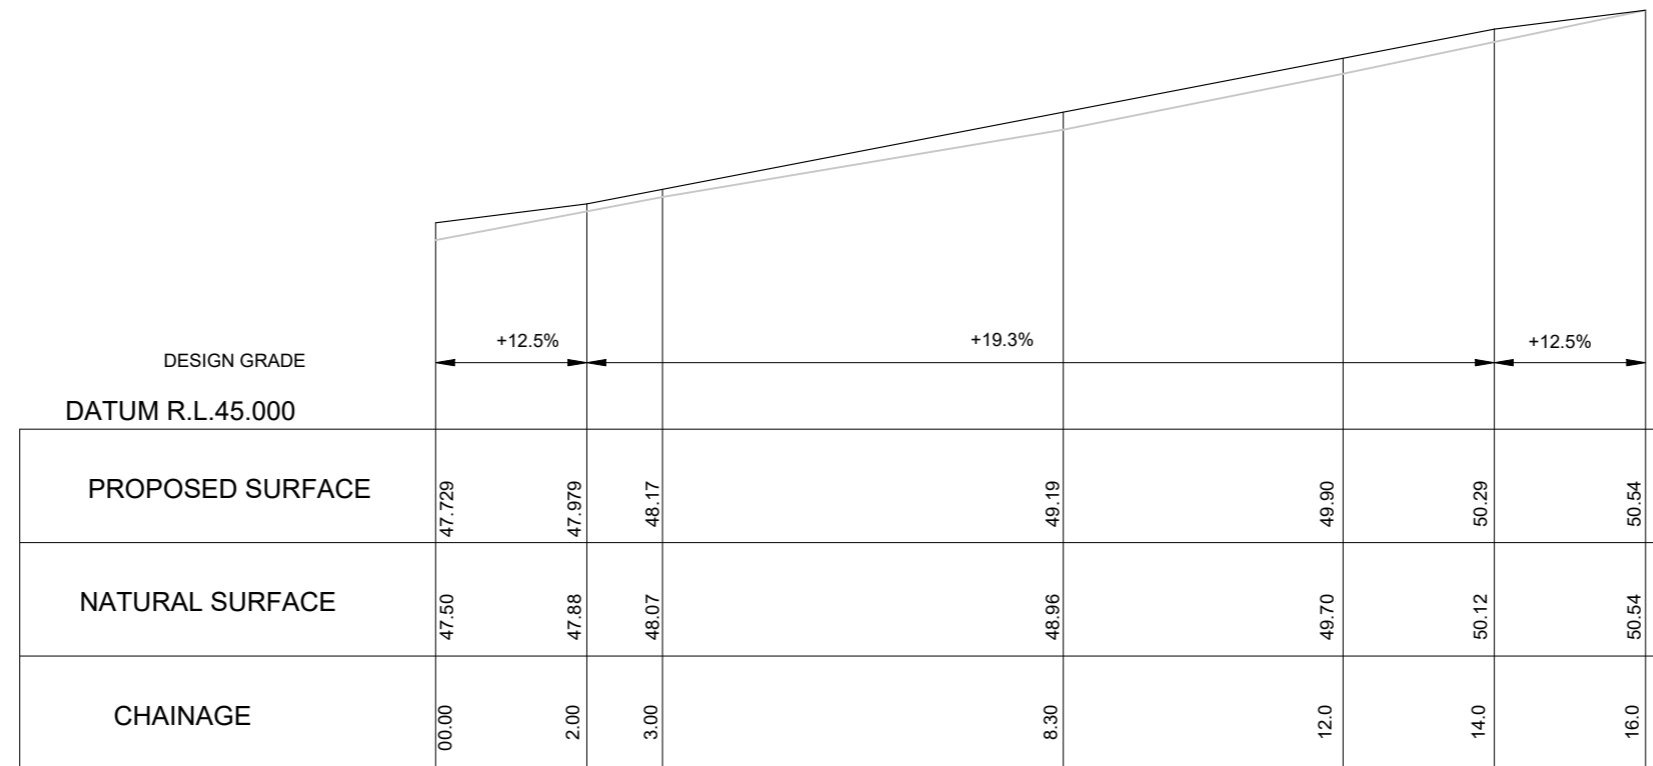 +12.5%
+19.3%
+12.5%
DESIGN GRADE
DATUM R.L.45.000
PROPOSED SURFACE 47.729 47.979 48.17 49.19 49.90 50.29 50.54
NATURAL SURFACE 47.50 47.88 48.07 48.96 49.70 50.12 50.54
CHAINAGE 00.00 2.00 3.00 8.30 12.0 14.0 16.0